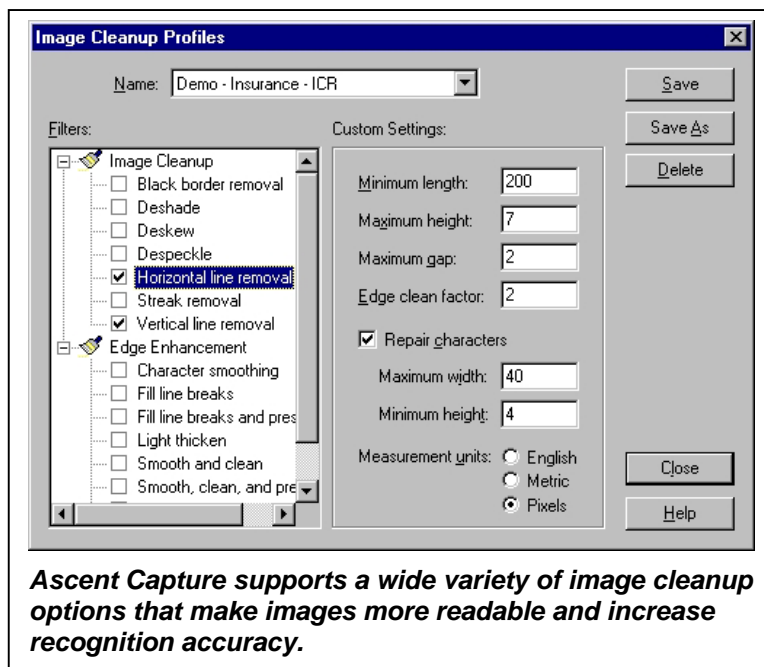 Image Cleanup Profiles
Name: Demo - Insurance - ICR
Save
Filters:
Custom Settings:
Save As
Image Cleanup
Delete
Black border removal
Minimum length: 200
Deshade
Deskew
Maximum height: 7
Despeckle
Maximum gap: 2
Horizontal line removal
Edge clean factor: 2
Streak removal
Vertical line removal
Repair characters
Edge Enhancement
Character smoothing
Maximum width: 40
Fill line breaks
Fill line breaks and pres
Minimum height: 4
Light thicken
Measurement units: English
Smooth and clean
Close
Metric
Smooth, clean, and pre
Pixels
Help
Ascent Capture supports a wide variety of image cleanup
options that make images more readable and increase
recognition accuracy.